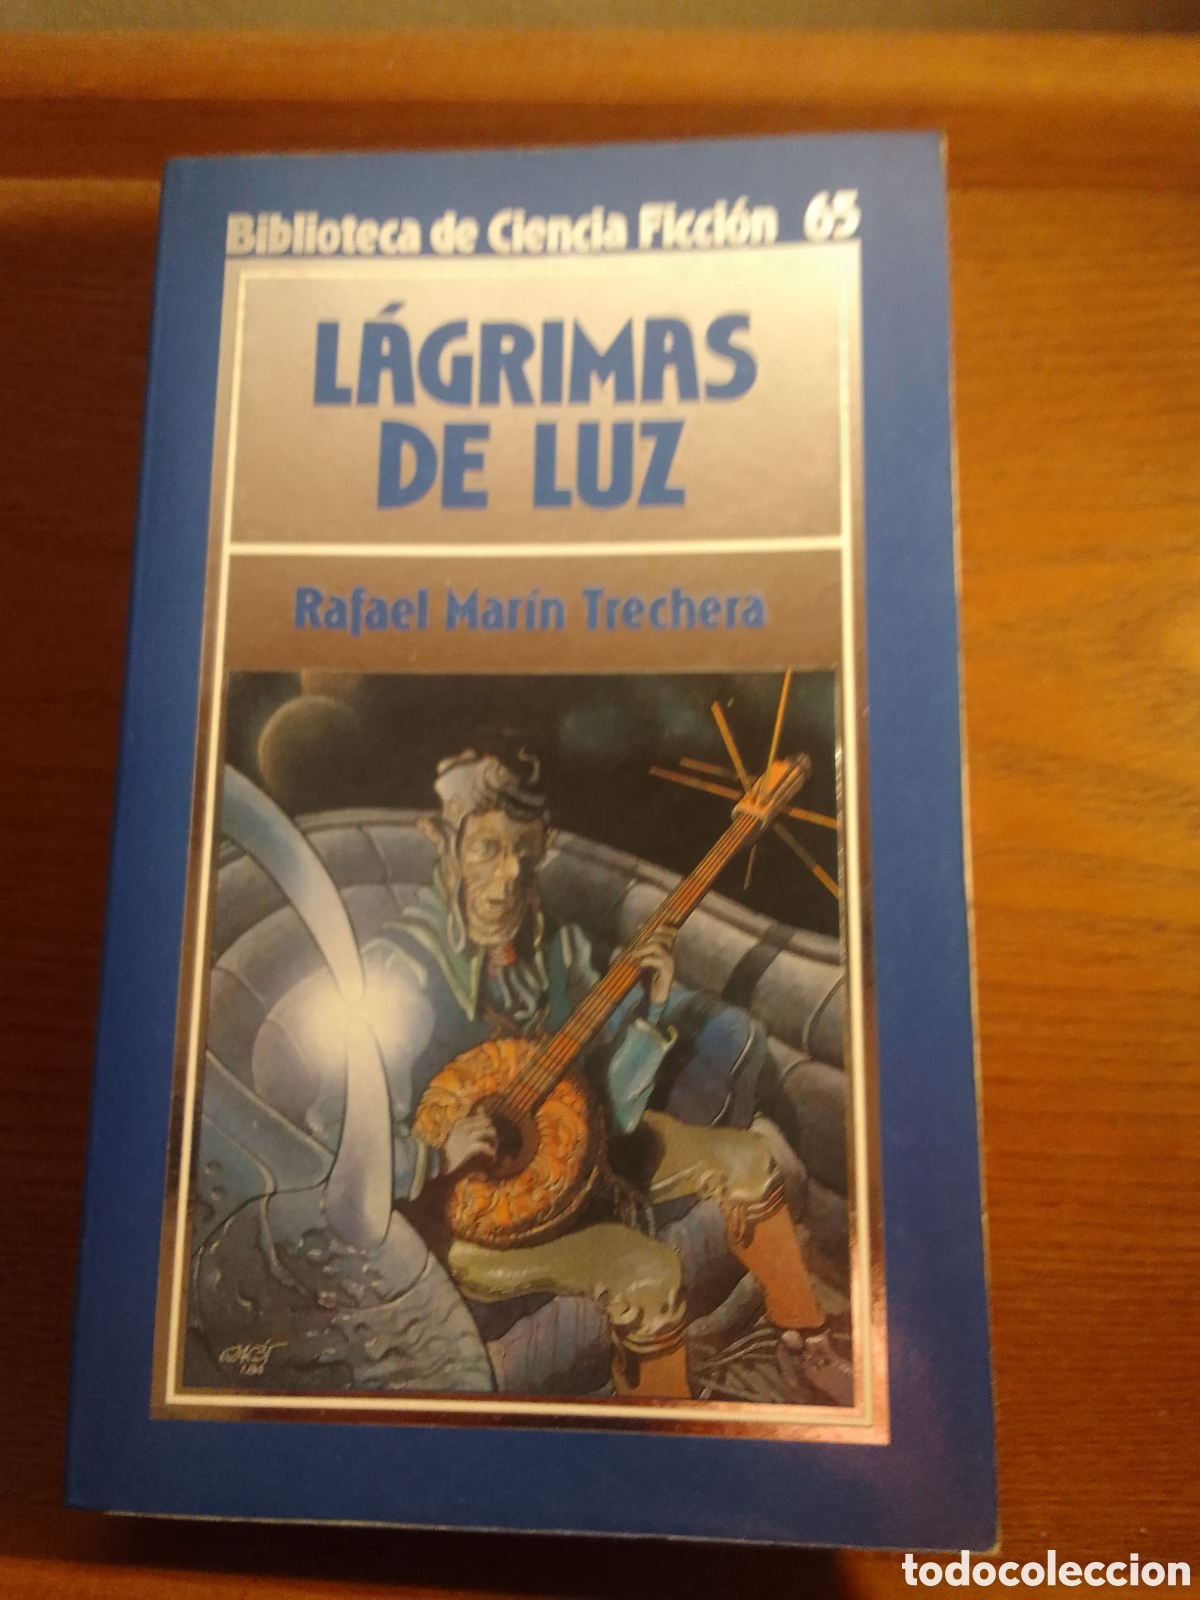 Biblioteca de Ciencia Ficción 65
LÁGRIMAS
DE LUZ
Rafael Marín Trechera
todocoleccion